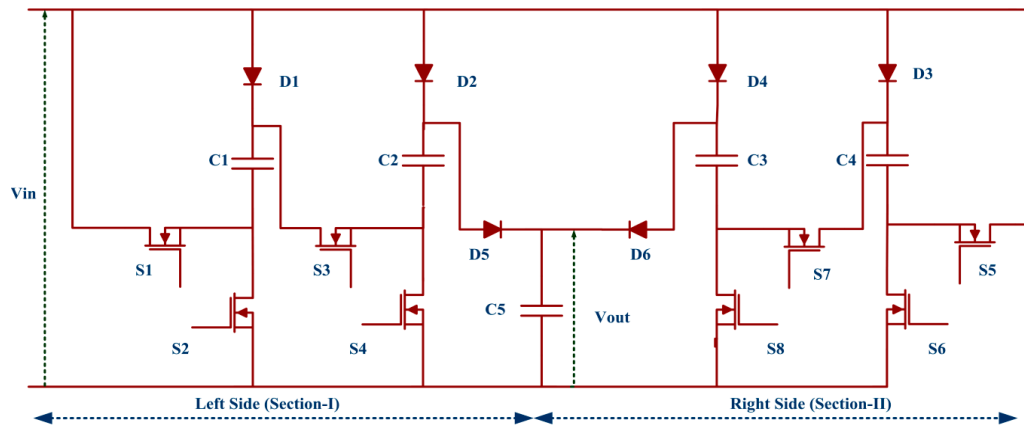 D1
D2
D4
D3
C1
C2
C3
C4
Vin
S1
S3
D5
D6
S7
S5
C5
Vout
S2
S4
S8
S6
Left Side (Section-I)
Right Side (Section-II)